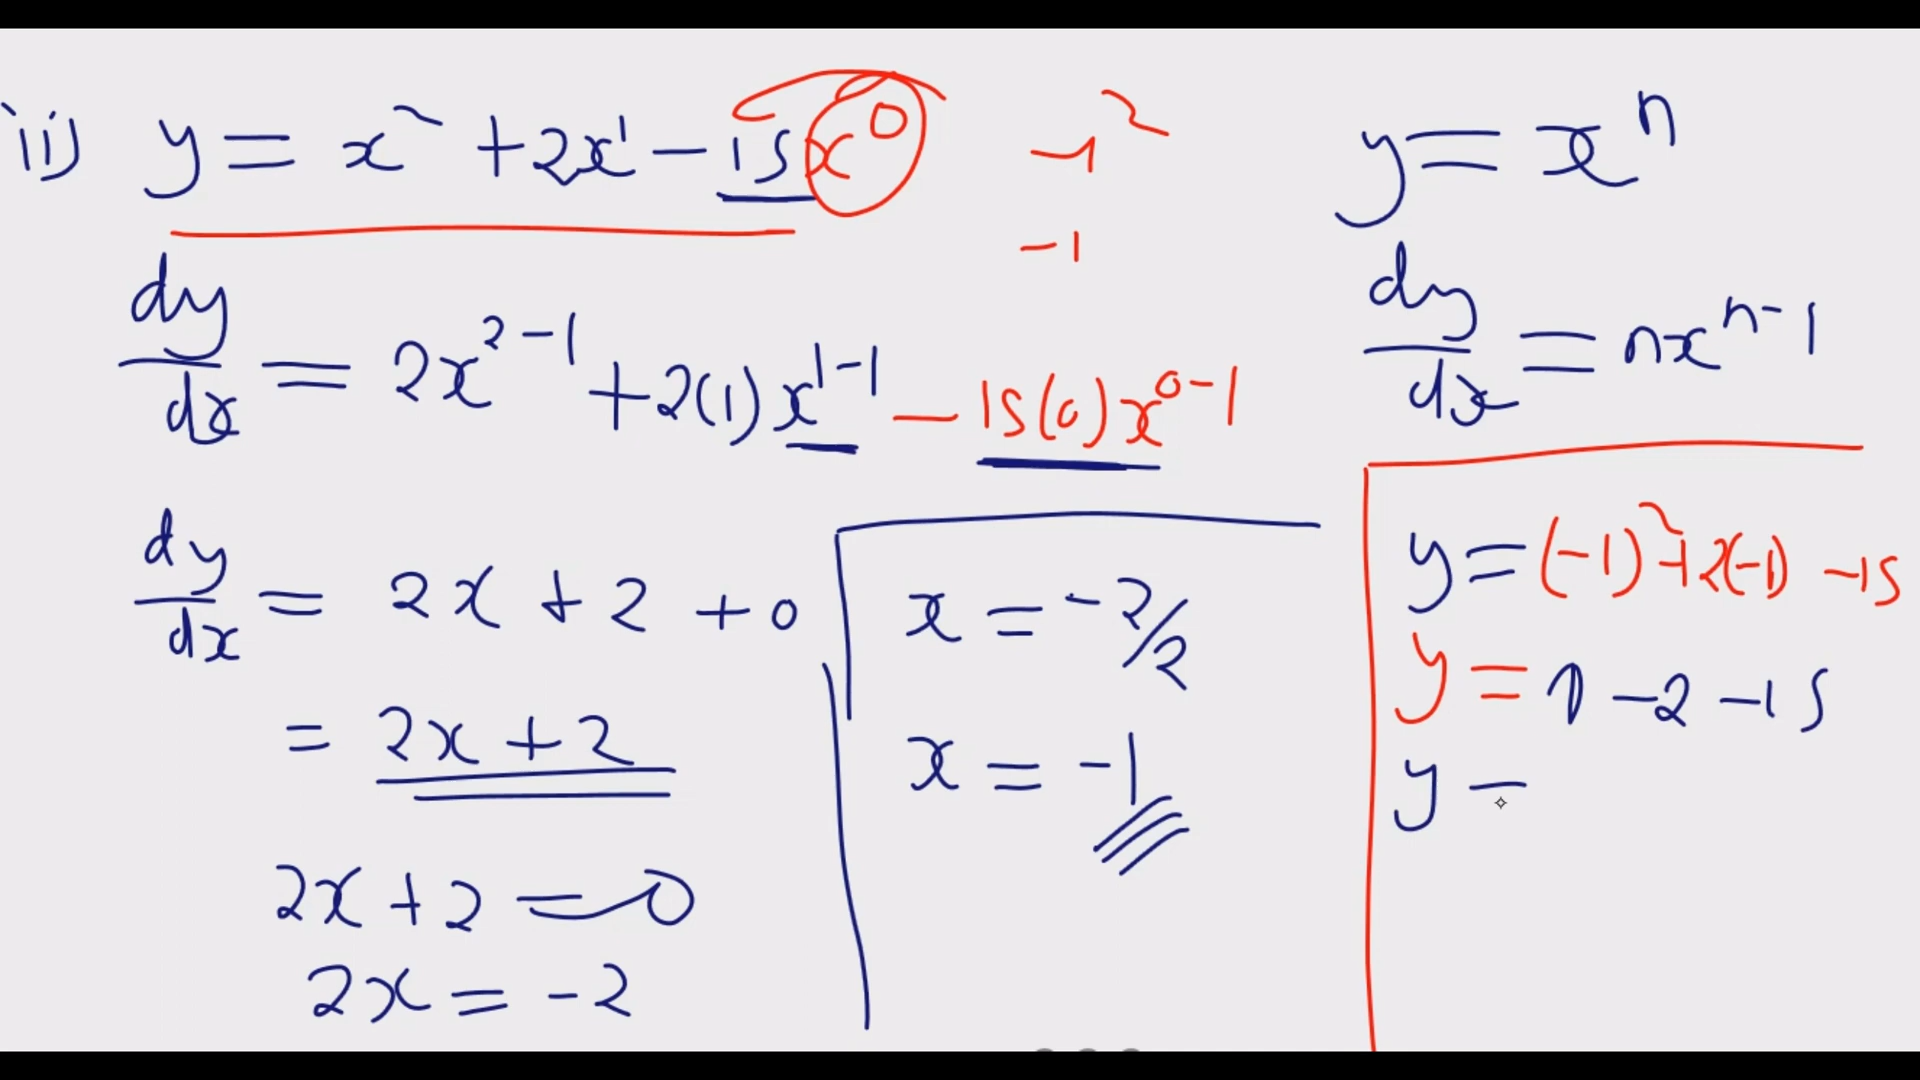 ii) y = x² + 2x¹ - 15x⁰
-1²
-1
dy/dx = 2x²⁻¹ + 2(1)x¹⁻¹ - 15(0)x⁰⁻¹
dy/dx = 2x + 2 + 0
= 2x + 2
2x + 2 = 0
2x = -2
x = -2/2
x = -1
y = xⁿ
dy/dx = nxⁿ⁻¹
y = (-1)² + 2(-1) - 15
y = 1 - 2 - 15
y -